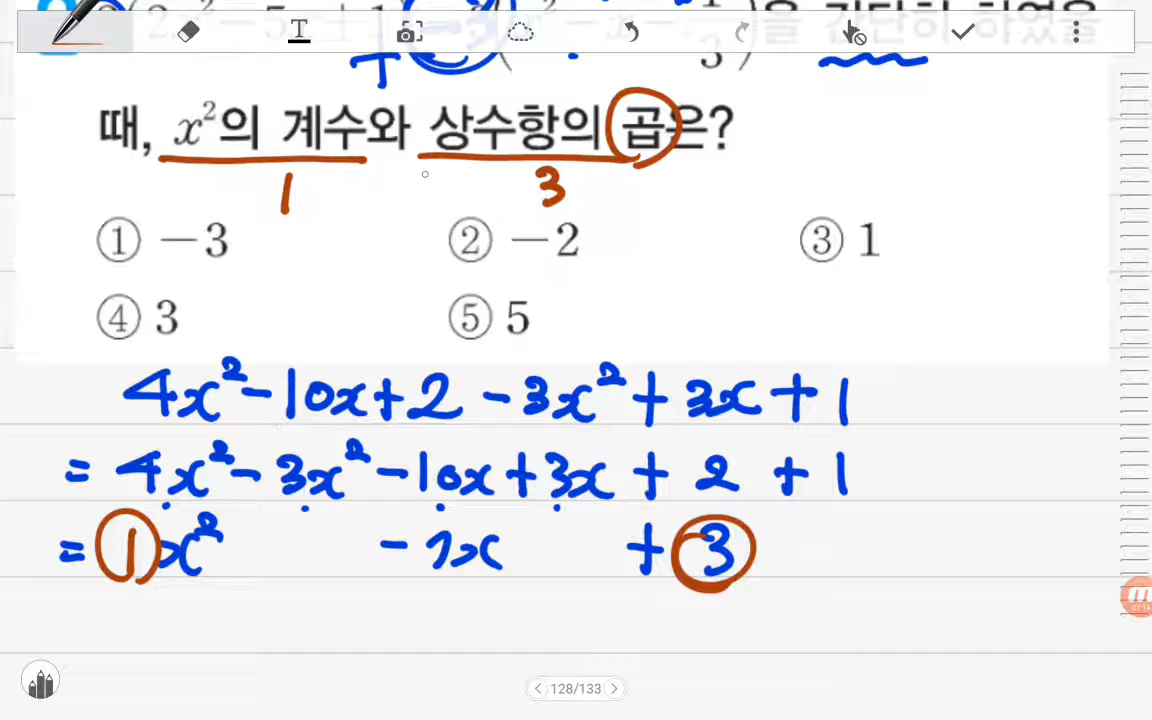 때, x²의 계수와 상수항의 곱은?
1 3
① −3 ② −2 ③ 1
④ 3 ⑤ 5
4x² − 10x + 2 − 3x² + 3x + 1
= 4x² − 3x² − 10x + 3x + 2 + 1
= 1x² − 7x + 3
128/133